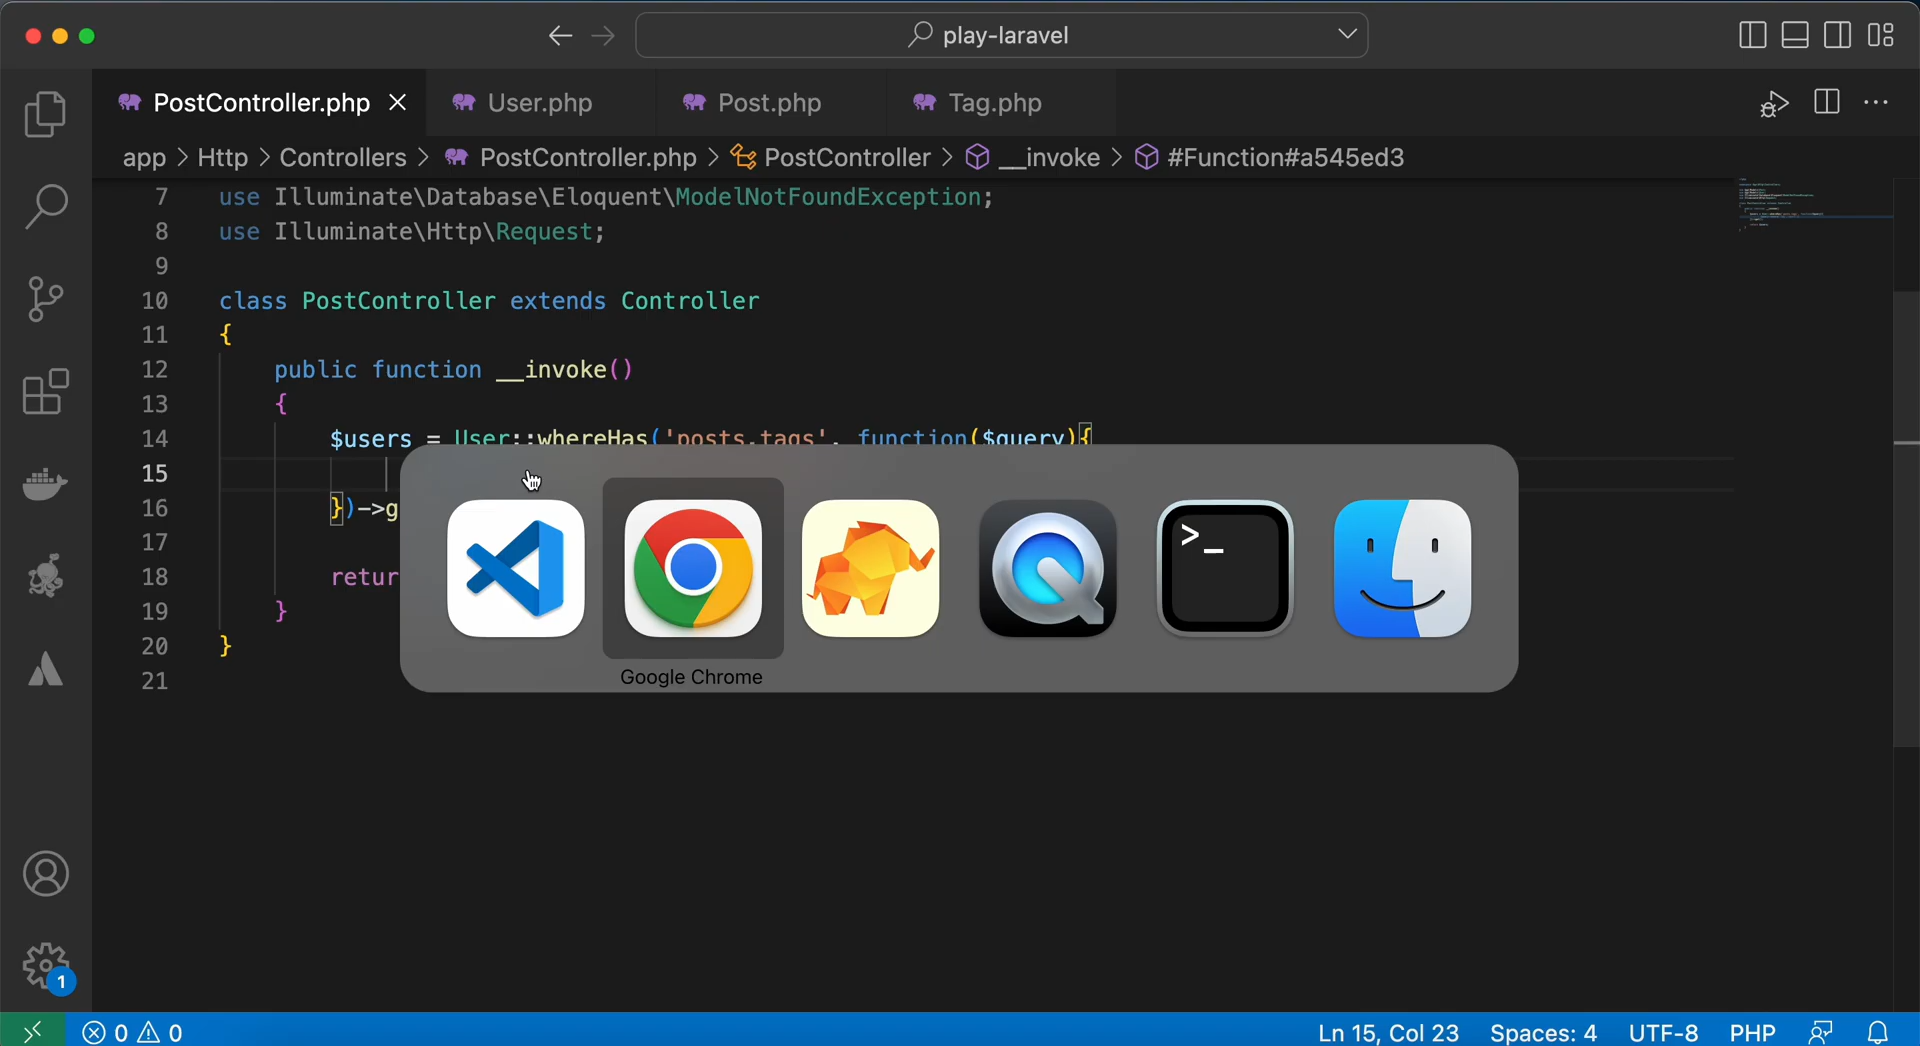 play-laravel
PostController.php
User.php
Post.php
Tag.php
app > Http > Controllers > PostController.php > PostController > __invoke > #Function#a545ed3
7 use Illuminate\Database\Eloquent\ModelNotFoundException;
8 use Illuminate\Http\Request;
9
10 class PostController extends Controller
11 {
12 public function __invoke()
13 {
14 $users = User::whereHas('posts.tags', function($query){
15
16 })->g
17
18 retur
19 }
20 }
21
>_
Google Chrome
1
0 0
Ln 15, Col 23
Spaces: 4
UTF-8
PHP